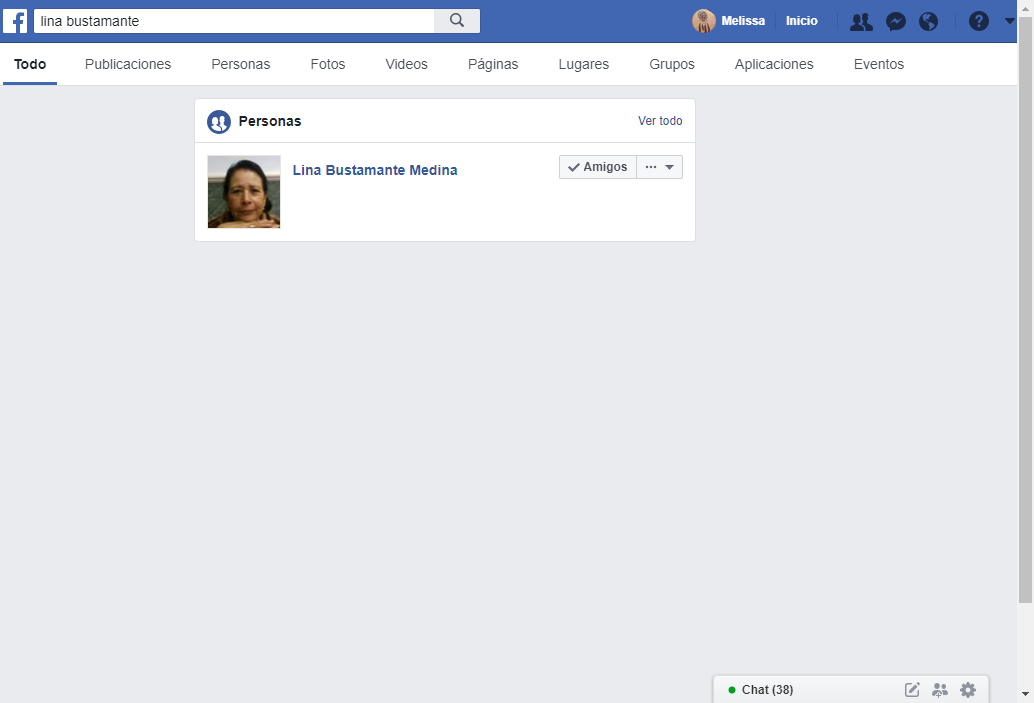 lina bustamante
Melissa Inicio
Todo Publicaciones Personas Fotos Videos Páginas Lugares Grupos Aplicaciones Eventos
Personas Ver todo
Lina Bustamante Medina Amigos
Chat (38)